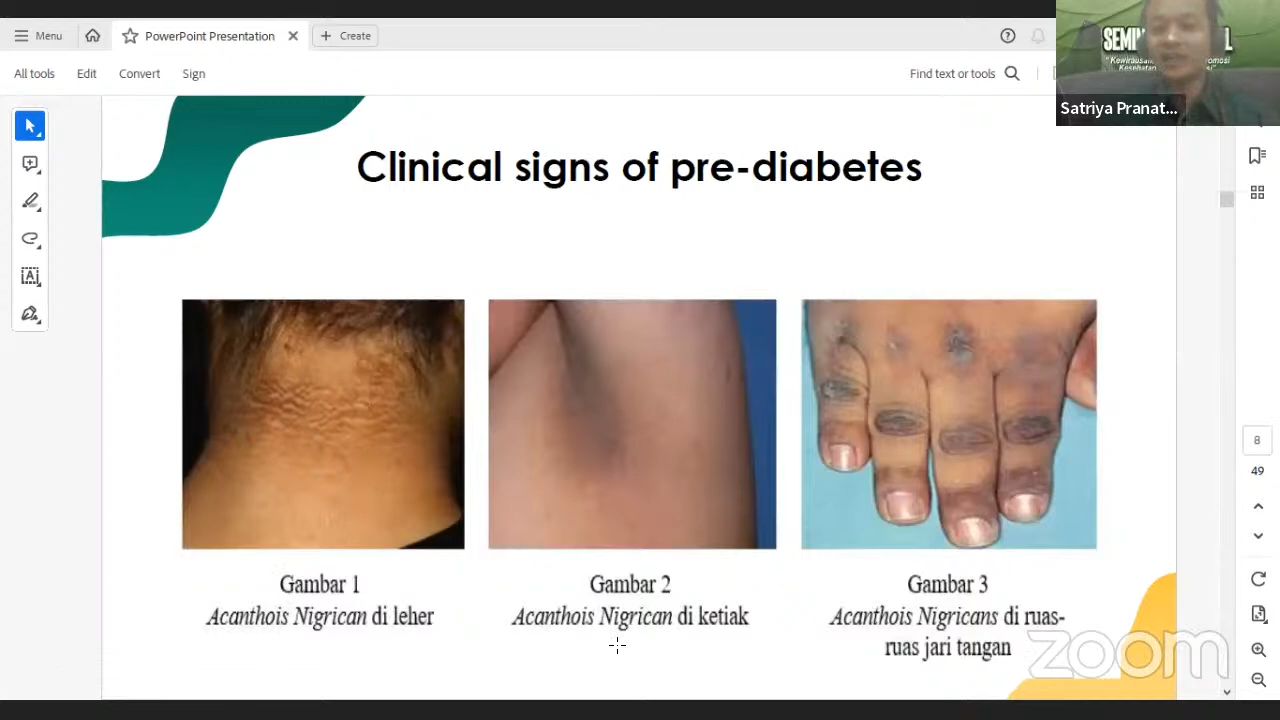 Menu
PowerPoint Presentation
Create
All tools
Edit
Convert
Sign
Find text or tools
Satriya Pranat...
Clinical signs of pre-diabetes
Gambar 1
Acanthois Nigrican di leher
Gambar 2
Acanthois Nigrican di ketiak
Gambar 3
Acanthois Nigricans di ruas-
ruas jari tangan
8
49
zoom